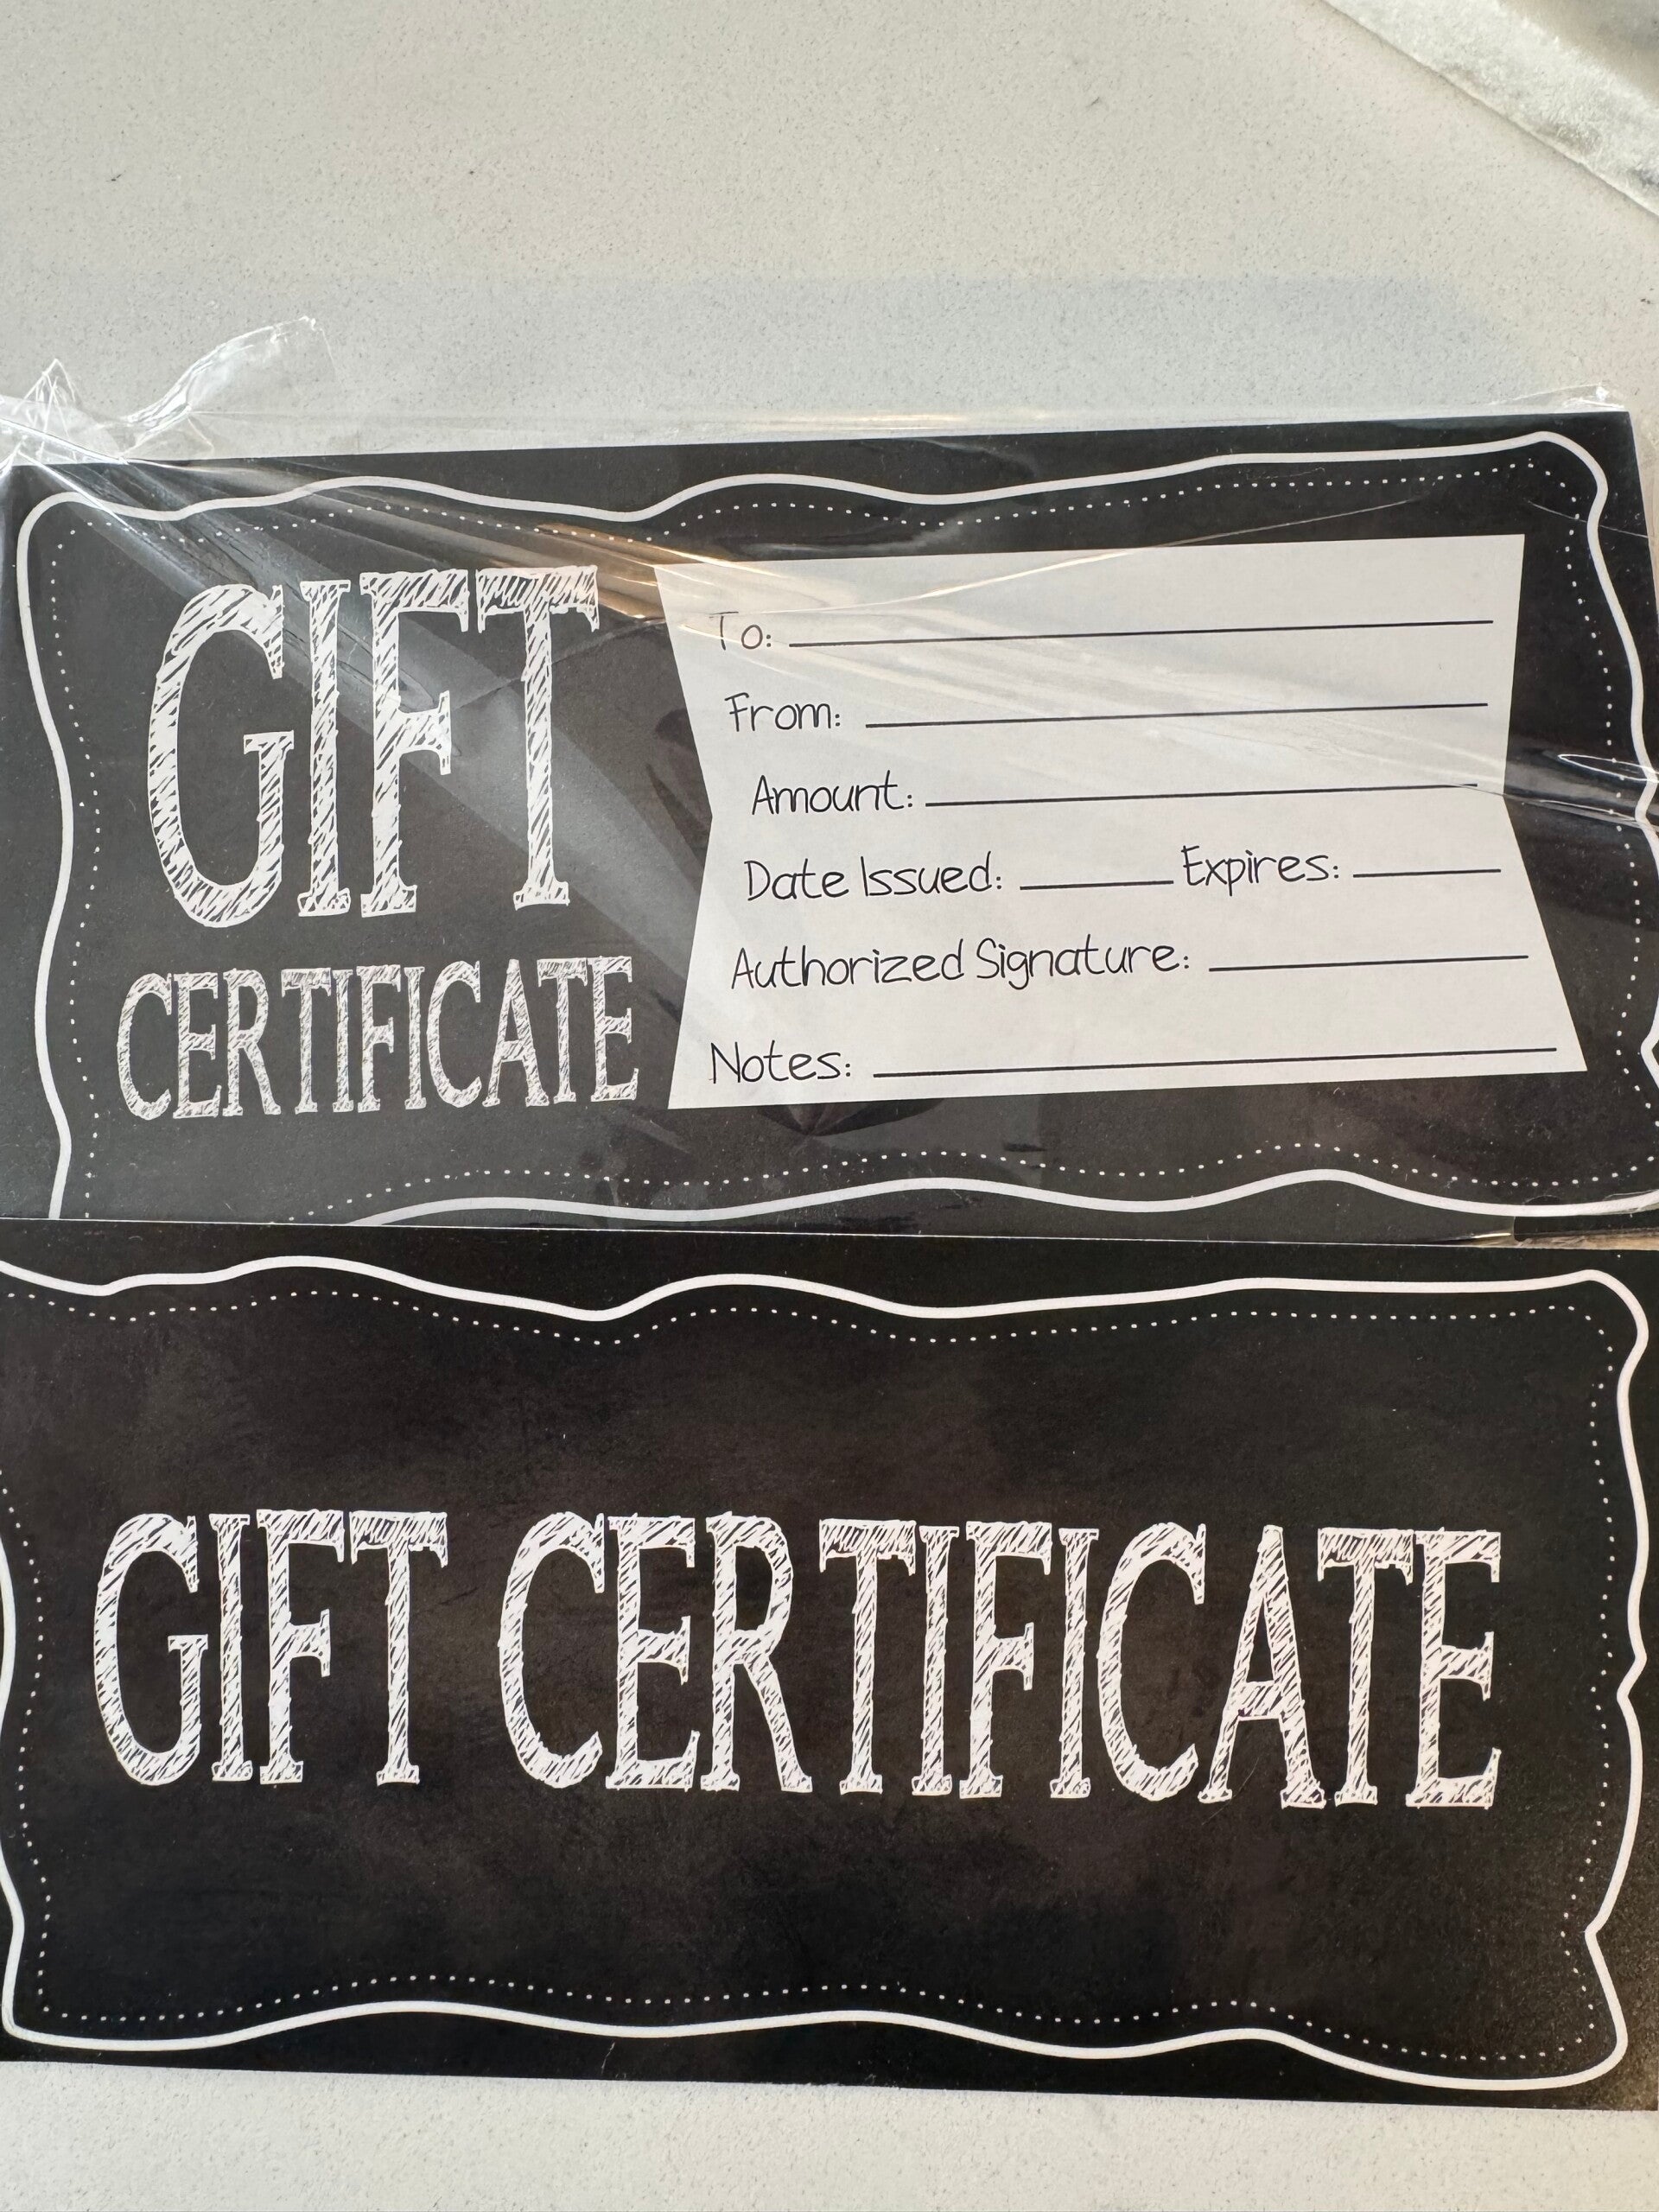 GIFT
CERTIFICATE
To:
From:
Amount:
Date Issued: Expires:
Authorized Signature:
Notes:
GIFT CERTIFICATE